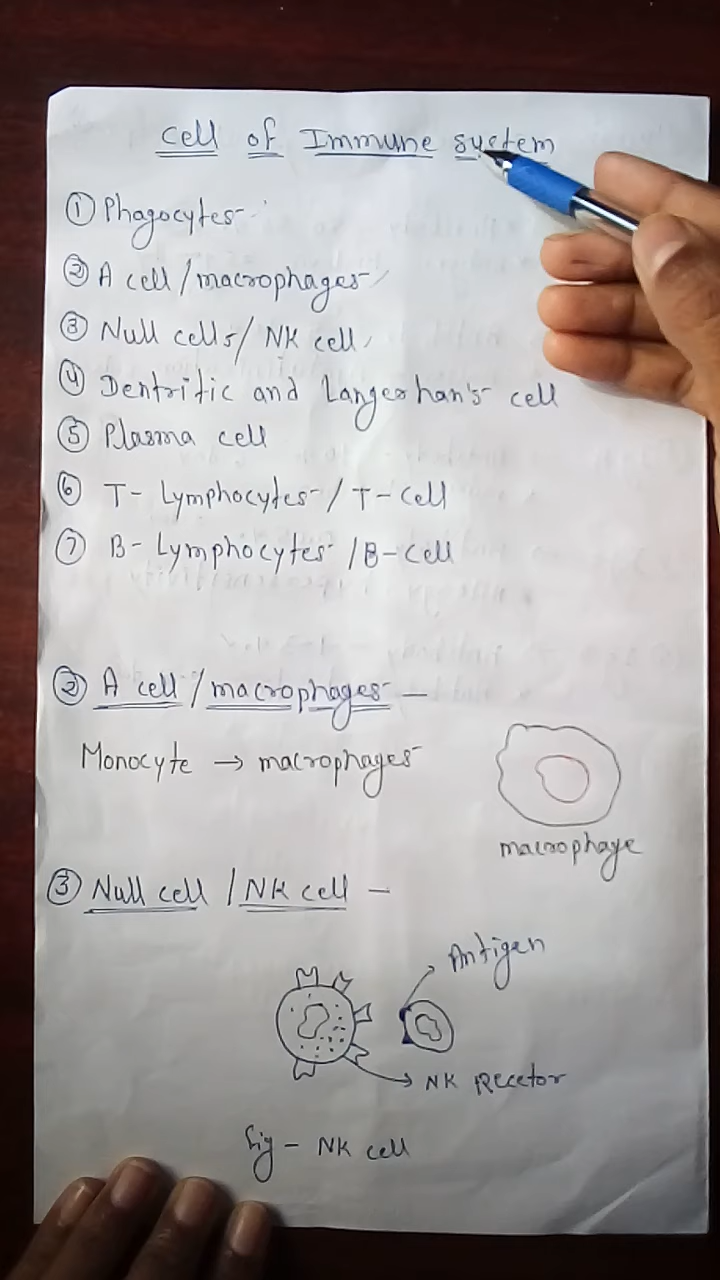 Cell of Immune system
① Phagocytes
② A cell/macrophages
③ Null cells/ NK cell
④ Dentritic and Langerhan's cell
⑤ Plasma cell
⑥ T- Lymphocytes / T-cell
⑦ B- Lymphocytes /B-cell
② A cell /macrophages —
Monocyte → macrophages
macrophage
③ Null cell /NK cell —
Antigen
NK Recetor
Fig - NK cell